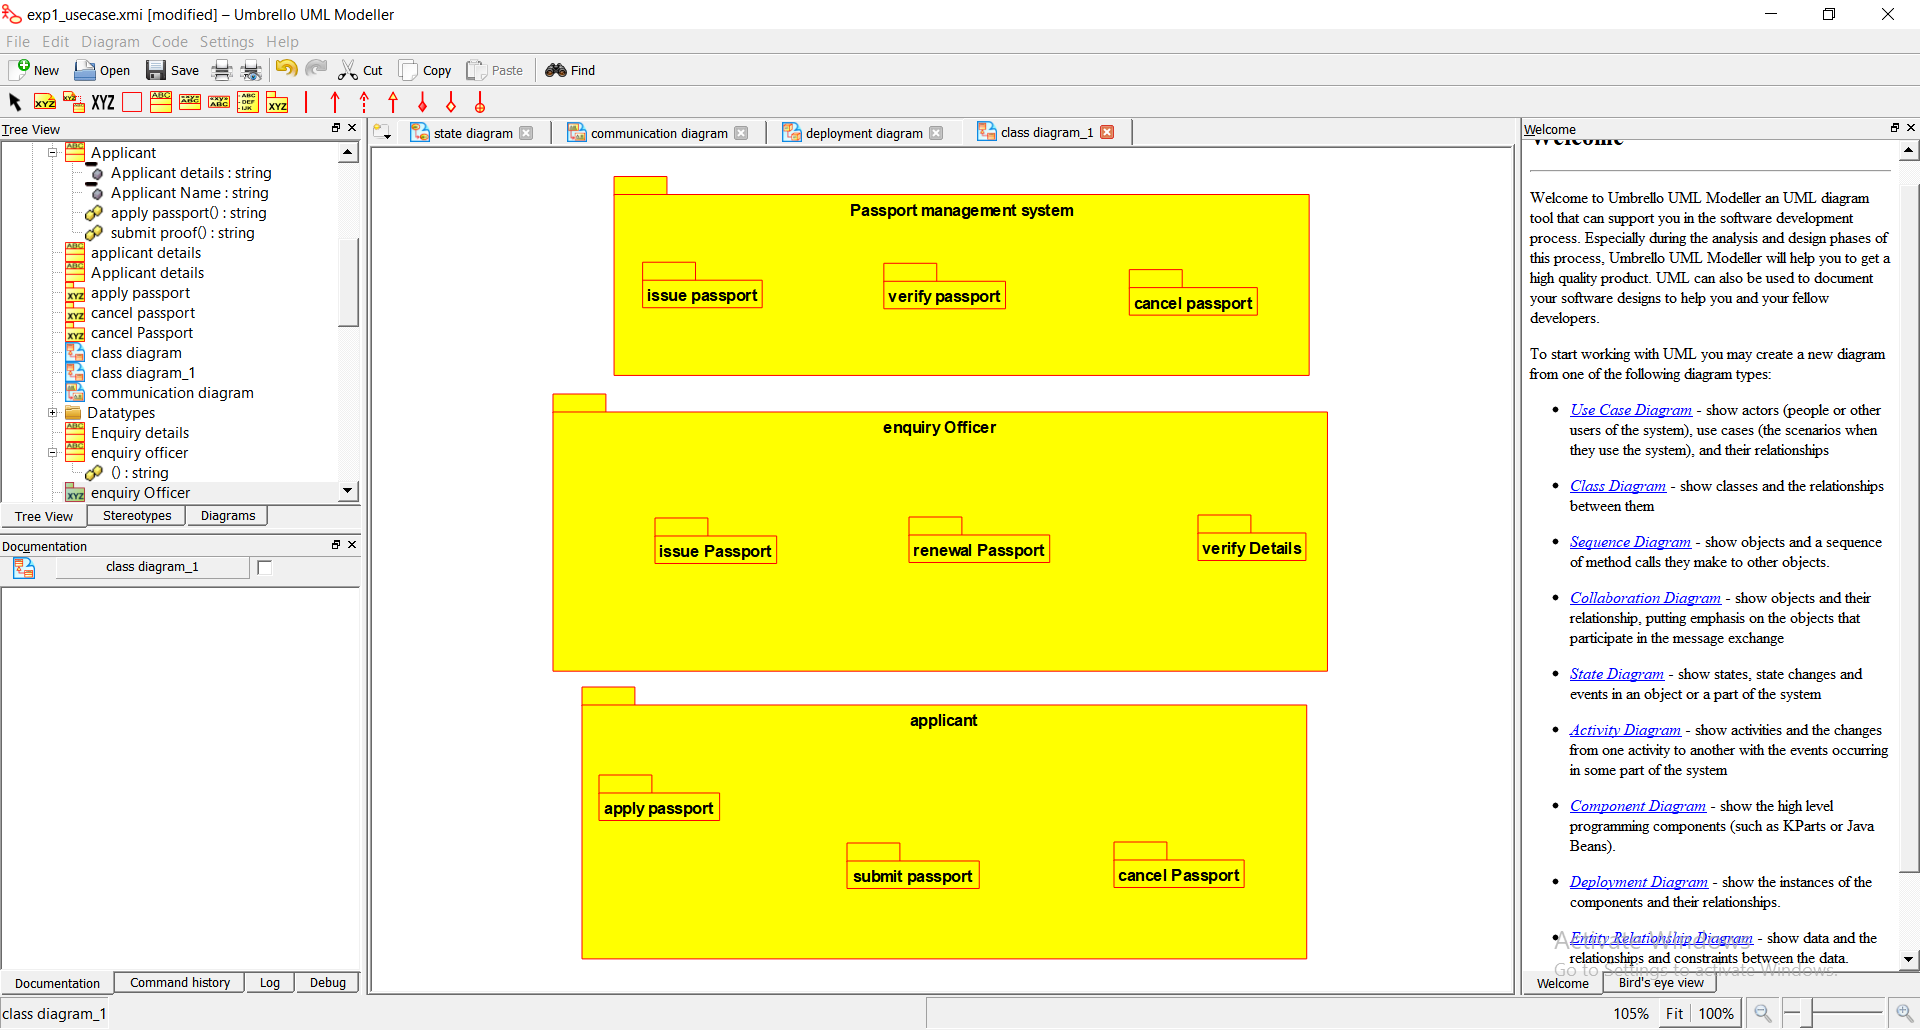 exp1_usecase.xmi [modified] – Umbrello UML Modeller
File Edit Diagram Code Settings Help
New Open Save Cut Copy Paste Find
Tree View
Applicant
Applicant details : string
Applicant Name : string
apply passport() : string
submit proof() : string
applicant details
Applicant details
apply passport
cancel passport
cancel Passport
class diagram
class diagram_1
communication diagram
Datatypes
Enquiry details
enquiry officer
() : string
enquiry Officer
Tree View Stereotypes Diagrams
Documentation
class diagram_1
Documentation Command history Log Debug
class diagram_1
state diagram communication diagram deployment diagram class diagram_1
Passport management system
issue passport verify passport cancel passport
enquiry Officer
issue Passport renewal Passport verify Details
applicant
apply passport
submit passport cancel Passport
Welcome
Welcome
Welcome to Umbrello UML Modeller an UML diagram
tool that can support you in the software development
process. Especially during the analysis and design phases of
this process, Umbrello UML Modeller will help you to get a
high quality product. UML can also be used to document
your software designs to help you and your fellow
developers.
To start working with UML you may create a new diagram
from one of the following diagram types:
Use Case Diagram - show actors (people or other
users of the system), use cases (the scenarios when
they use the system), and their relationships
Class Diagram - show classes and the relationships
between them
Sequence Diagram - show objects and a sequence
of method calls they make to other objects.
Collaboration Diagram - show objects and their
relationship, putting emphasis on the objects that
participate in the message exchange
State Diagram - show states, state changes and
events in an object or a part of the system
Activity Diagram - show activities and the changes
from one activity to another with the events occurring
in some part of the system
Component Diagram - show the high level
programming components (such as KParts or Java
Beans).
Deployment Diagram - show the instances of the
components and their relationships.
Entity Relationship Diagram - show data and the
relationships and constraints between the data.
Activate Windows
Go to Settings to activate Windows.
Welcome Bird's eye view
105% Fit 100%